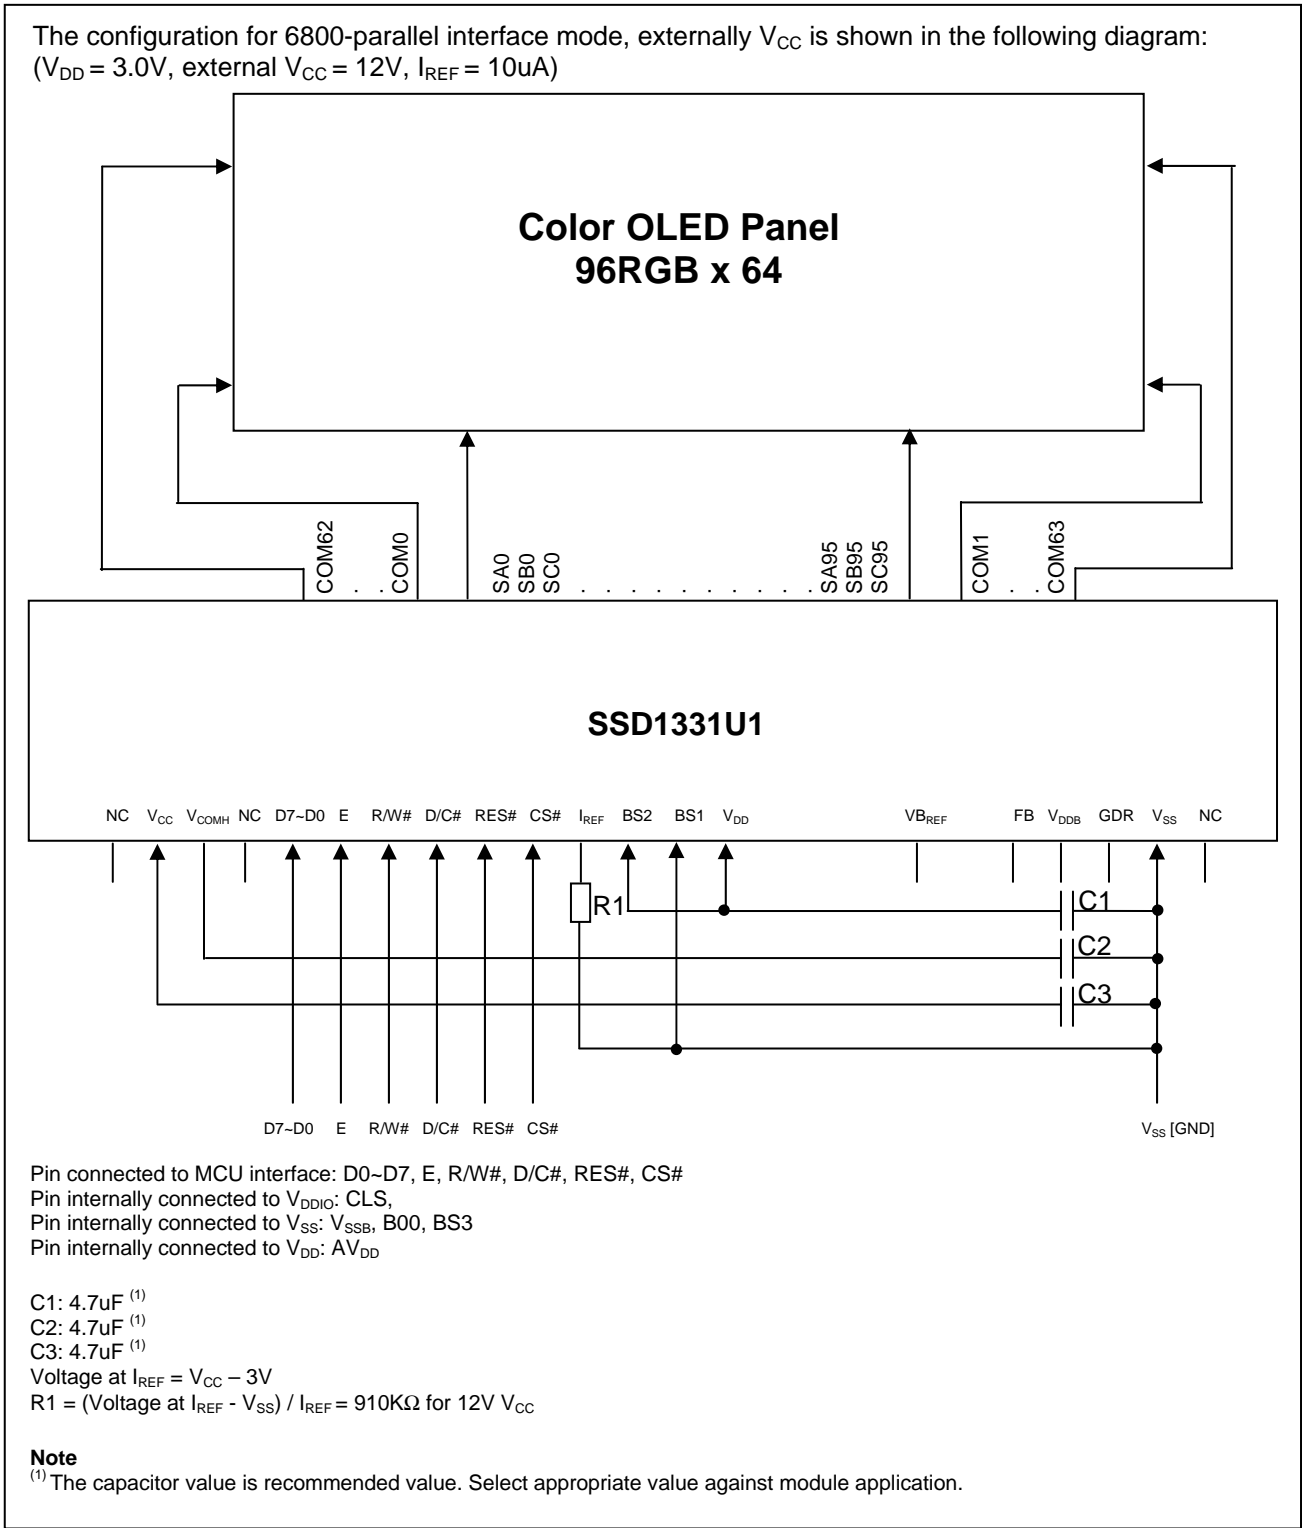 The configuration for 6800-parallel interface mode, externally VCC is shown in the following diagram:
(VDD = 3.0V, external VCC = 12V, IREF = 10uA)
Color OLED Panel
96RGB x 64
COM62 . . COM0 SA0 SB0 SC0 . . . . . . . . . . SA95 SB95 SC95 COM1 . . COM63
SSD1331U1
NC VCC VCOMH NC D7~D0 E R/W# D/C# RES# CS# IREF BS2 BS1 VDD VBREF FB VDDB GDR VSS NC
R1
C1
C2
C3
D7~D0 E R/W# D/C# RES# CS# VSS [GND]
Pin connected to MCU interface: D0~D7, E, R/W#, D/C#, RES#, CS#
Pin internally connected to VDDIO: CLS,
Pin internally connected to VSS: VSSB, B00, BS3
Pin internally connected to VDD: AVDD
C1: 4.7uF (1)
C2: 4.7uF (1)
C3: 4.7uF (1)
Voltage at IREF = VCC – 3V
R1 = (Voltage at IREF - VSS) / IREF = 910KΩ for 12V VCC
Note
(1) The capacitor value is recommended value. Select appropriate value against module application.